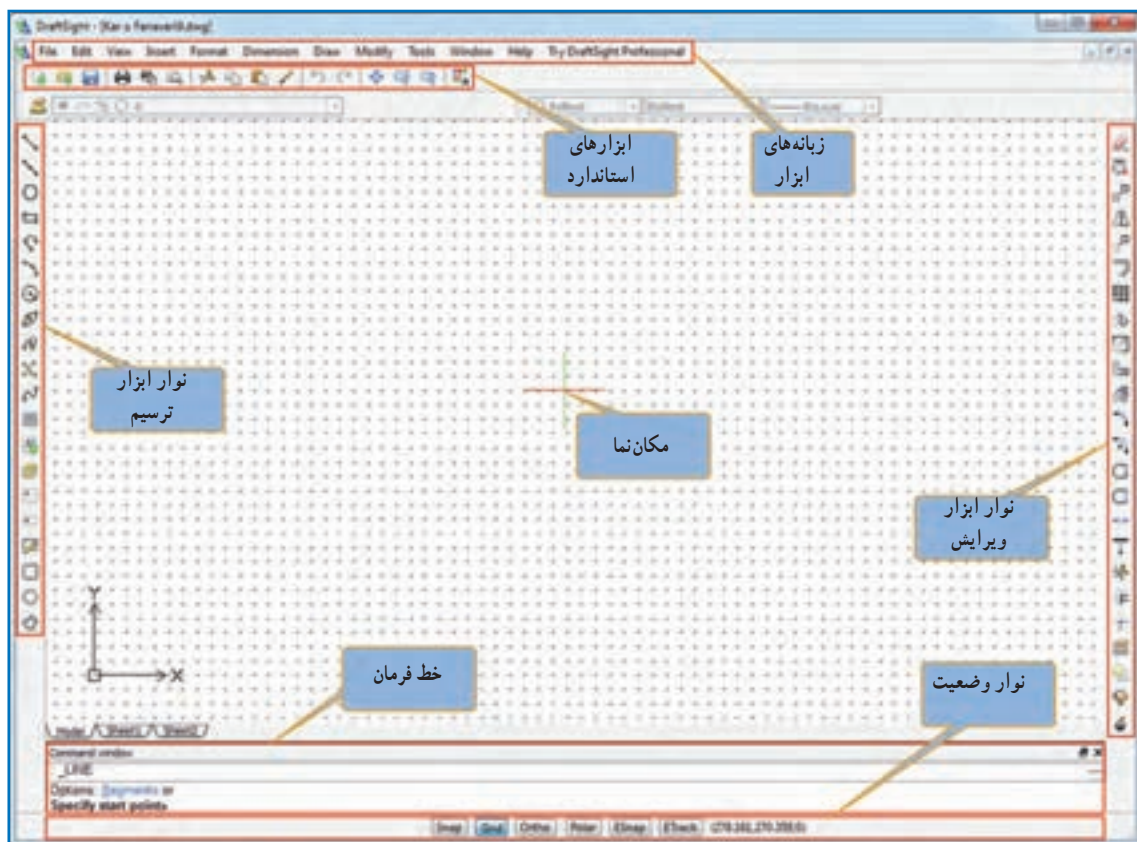 DraftSight - [Kar o Fanavari9.dwg]
File Edit View Insert Format Dimension Draw Modify Tools Window Help Try DraftSight Professional
ابزارهای
استاندارد
زبانه‌های
ابزار
نوار ابزار
ترسیم
مکان‌نما
نوار ابزار
ویرایش
Y
X
خط فرمان
نوار وضعیت
Model Sheet1 Sheet2
Command window
_LINE
Options: Segments or
Specify start point»
Snap Grid Ortho Polar ESnap ETrack